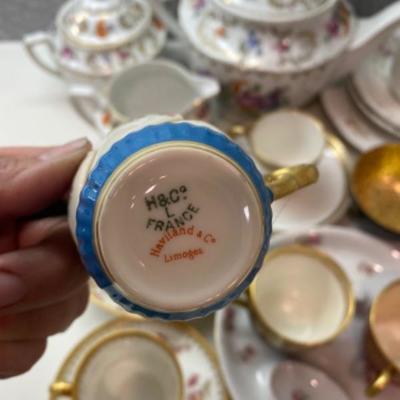 H & Cº
L
FRANCE
Haviland & Cº
Limoges